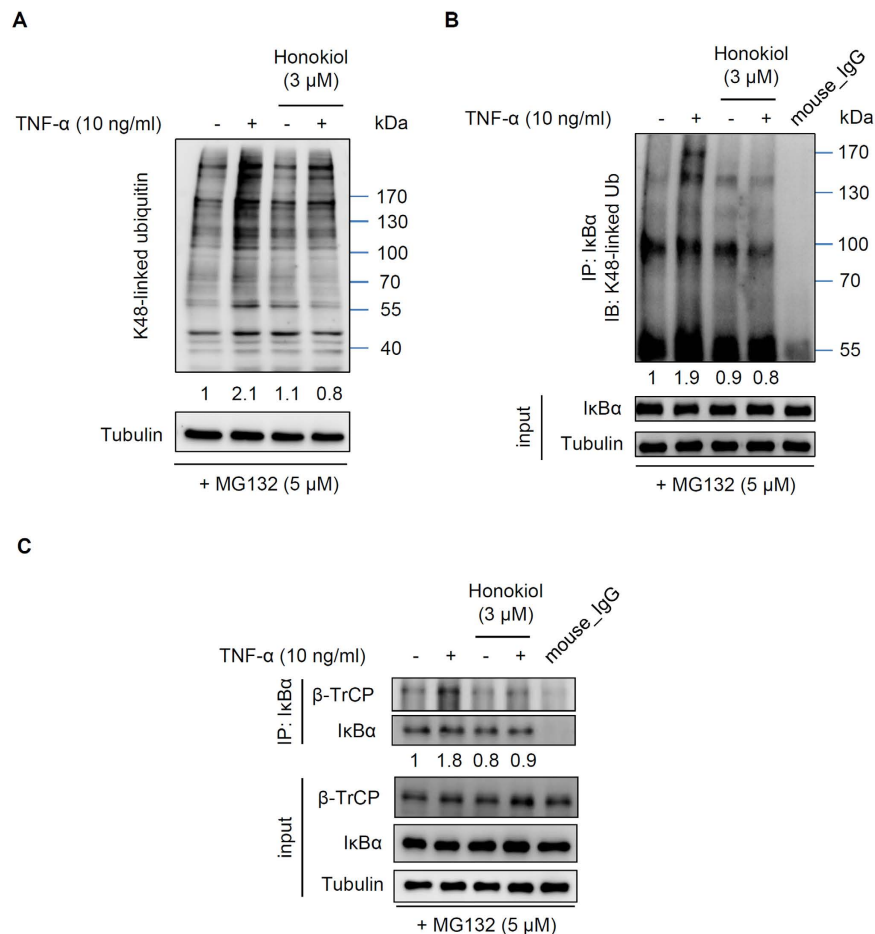 A
Honokiol
(3 μM)
TNF-α (10 ng/ml) - + - + kDa
K48-linked ubiquitin
170
130
100
70
55
40
1 2.1 1.1 0.8
Tubulin
+ MG132 (5 μM)
B
Honokiol
(3 μM)
mouse_IgG
TNF-α (10 ng/ml) - + - + kDa
IP: IκBα
IB: K48-linked Ub
170
130
100
70
55
1 1.9 0.9 0.8
input
IκBα
Tubulin
+ MG132 (5 μM)
C
Honokiol
(3 μM)
mouse_IgG
TNF-α (10 ng/ml) - + - +
IP: IκBα
β-TrCP
IκBα
1 1.8 0.8 0.9
input
β-TrCP
IκBα
Tubulin
+ MG132 (5 μM)